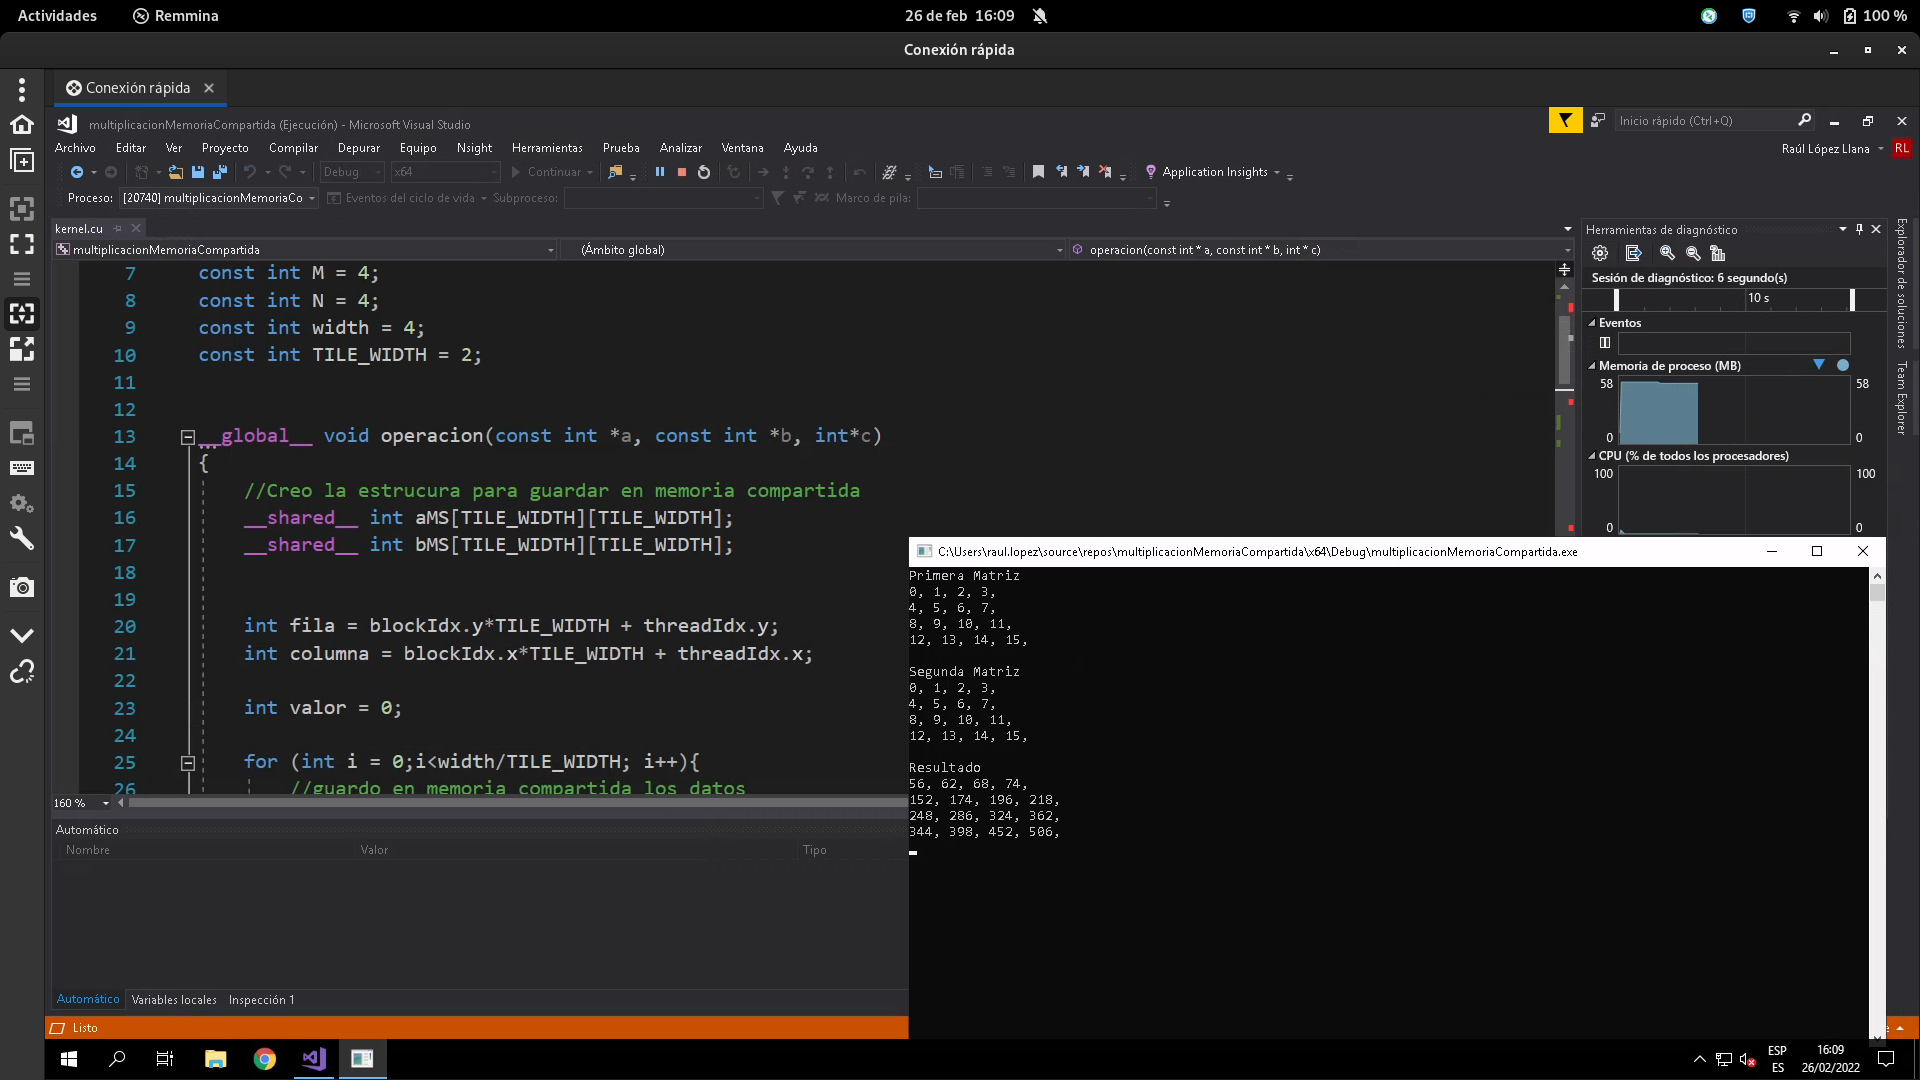 Actividades
Remmina
26 de feb 16:09
100 %
Conexión rápida
Conexión rápida
multiplicacionMemoriaCompartida (Ejecución) - Microsoft Visual Studio
Inicio rápido (Ctrl+Q)
Archivo Editar Ver Proyecto Compilar Depurar Equipo Nsight Herramientas Prueba Analizar Ventana Ayuda
Raúl López Llana
RL
Debug x64 Continuar Application Insights
Proceso: [20740] multiplicacionMemoriaCo Eventos del ciclo de vida Subproceso: Marco de pila:
kernel.cu
multiplicacionMemoriaCompartida (Ámbito global) operacion(const int * a, const int * b, int * c)
7 const int M = 4;
8 const int N = 4;
9 const int width = 4;
10 const int TILE_WIDTH = 2;
11
12
13 __global__ void operacion(const int *a, const int *b, int*c)
14 {
15 //Creo la estrucura para guardar en memoria compartida
16 __shared__ int aMS[TILE_WIDTH][TILE_WIDTH];
17 __shared__ int bMS[TILE_WIDTH][TILE_WIDTH];
18
19
20 int fila = blockIdx.y*TILE_WIDTH + threadIdx.y;
21 int columna = blockIdx.x*TILE_WIDTH + threadIdx.x;
22
23 int valor = 0;
24
25 for (int i = 0;i<width/TILE_WIDTH; i++){
26 //guardo en memoria compartida los datos
160 %
Automático
Nombre Valor Tipo
Automático Variables locales Inspección 1
Listo
Herramientas de diagnóstico
Sesión de diagnóstico: 6 segundo(s)
10 s
Eventos
Memoria de proceso (MB)
58 58
0 0
CPU (% de todos los procesadores)
100 100
0 0
Explorador de soluciones
Team Explorer
C:\Users\raul.lopez\source\repos\multiplicacionMemoriaCompartida\x64\Debug\multiplicacionMemoriaCompartida.exe
Primera Matriz
0, 1, 2, 3,
4, 5, 6, 7,
8, 9, 10, 11,
12, 13, 14, 15,
Segunda Matriz
0, 1, 2, 3,
4, 5, 6, 7,
8, 9, 10, 11,
12, 13, 14, 15,
Resultado
56, 62, 68, 74,
152, 174, 196, 218,
248, 286, 324, 362,
344, 398, 452, 506,
ESP
ES
16:09
26/02/2022